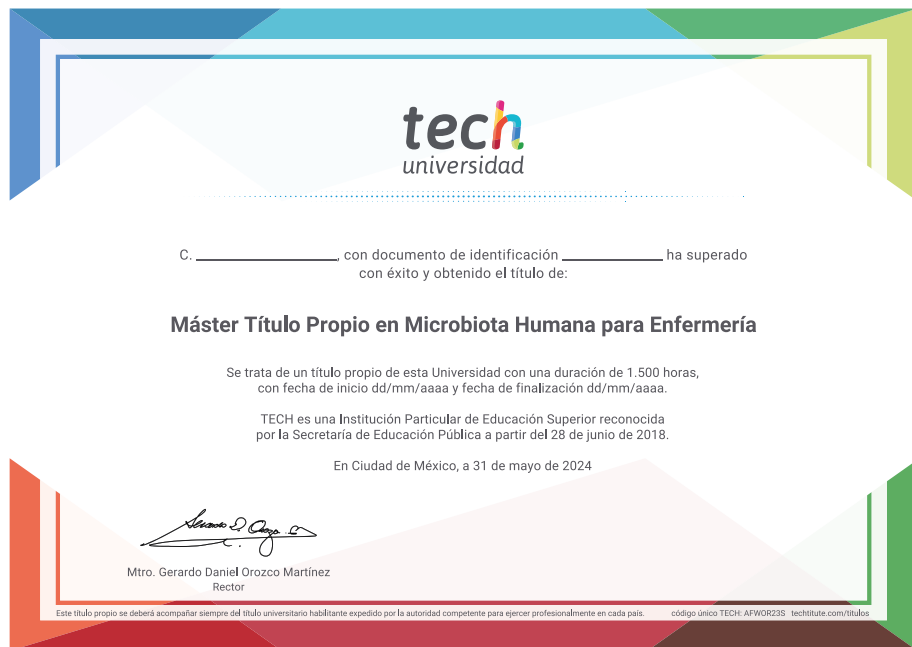 tech
universidad
C. ____________, con documento de identificación ____________ ha superado
con éxito y obtenido el título de:
Máster Título Propio en Microbiota Humana para Enfermería
Se trata de un título propio de esta Universidad con una duración de 1.500 horas,
con fecha de inicio dd/mm/aaaa y fecha de finalización dd/mm/aaaa.
TECH es una Institución Particular de Educación Superior reconocida
por la Secretaría de Educación Pública a partir del 28 de junio de 2018.
En Ciudad de México, a 31 de mayo de 2024
Mtro. Gerardo Daniel Orozco Martínez
Rector
Este título propio se deberá acompañar siempre del título universitario habilitante expedido por la autoridad competente para ejercer profesionalmente en cada país. código único TECH: AFWOR23S techtitute.com/titulos